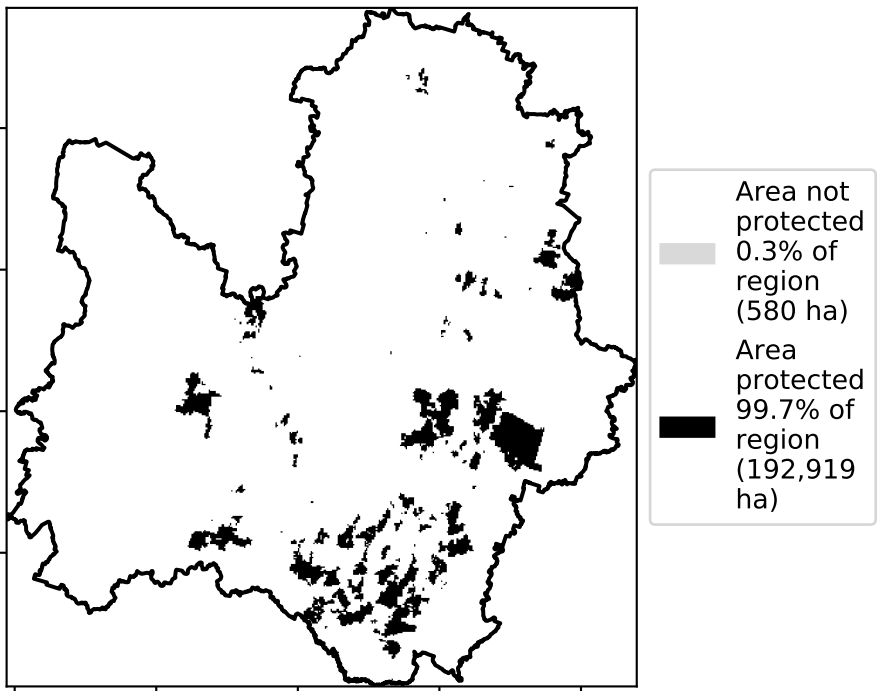 Area not
protected
0.3% of
region
(580 ha)
Area
protected
99.7% of
region
(192,919
ha)